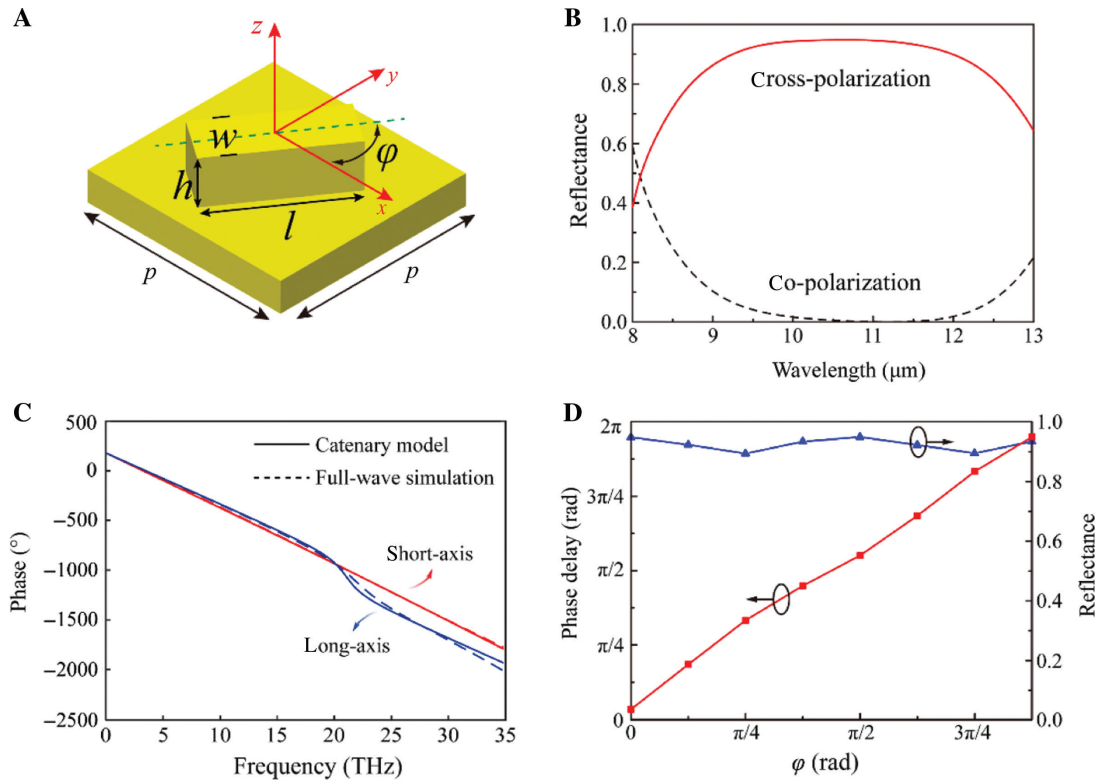 A
z
y
w
φ
h
x
l
p
p
B
1.0
0.8
0.6
0.4
0.2
0.0
Reflectance
Cross-polarization
Co-polarization
8 9 10 11 12 13
Wavelength (μm)
C
500
0
−500
−1000
−1500
−2000
−2500
Phase (°)
Catenary model
Full-wave simulation
Short-axis
Long-axis
0 5 10 15 20 25 30 35
Frequency (THz)
D
2π
3π/4
π/2
π/4
0
Phase delay (rad)
1.0
0.8
0.6
0.4
0.2
0.0
Reflectance
0 π/4 π/2 3π/4
φ (rad)